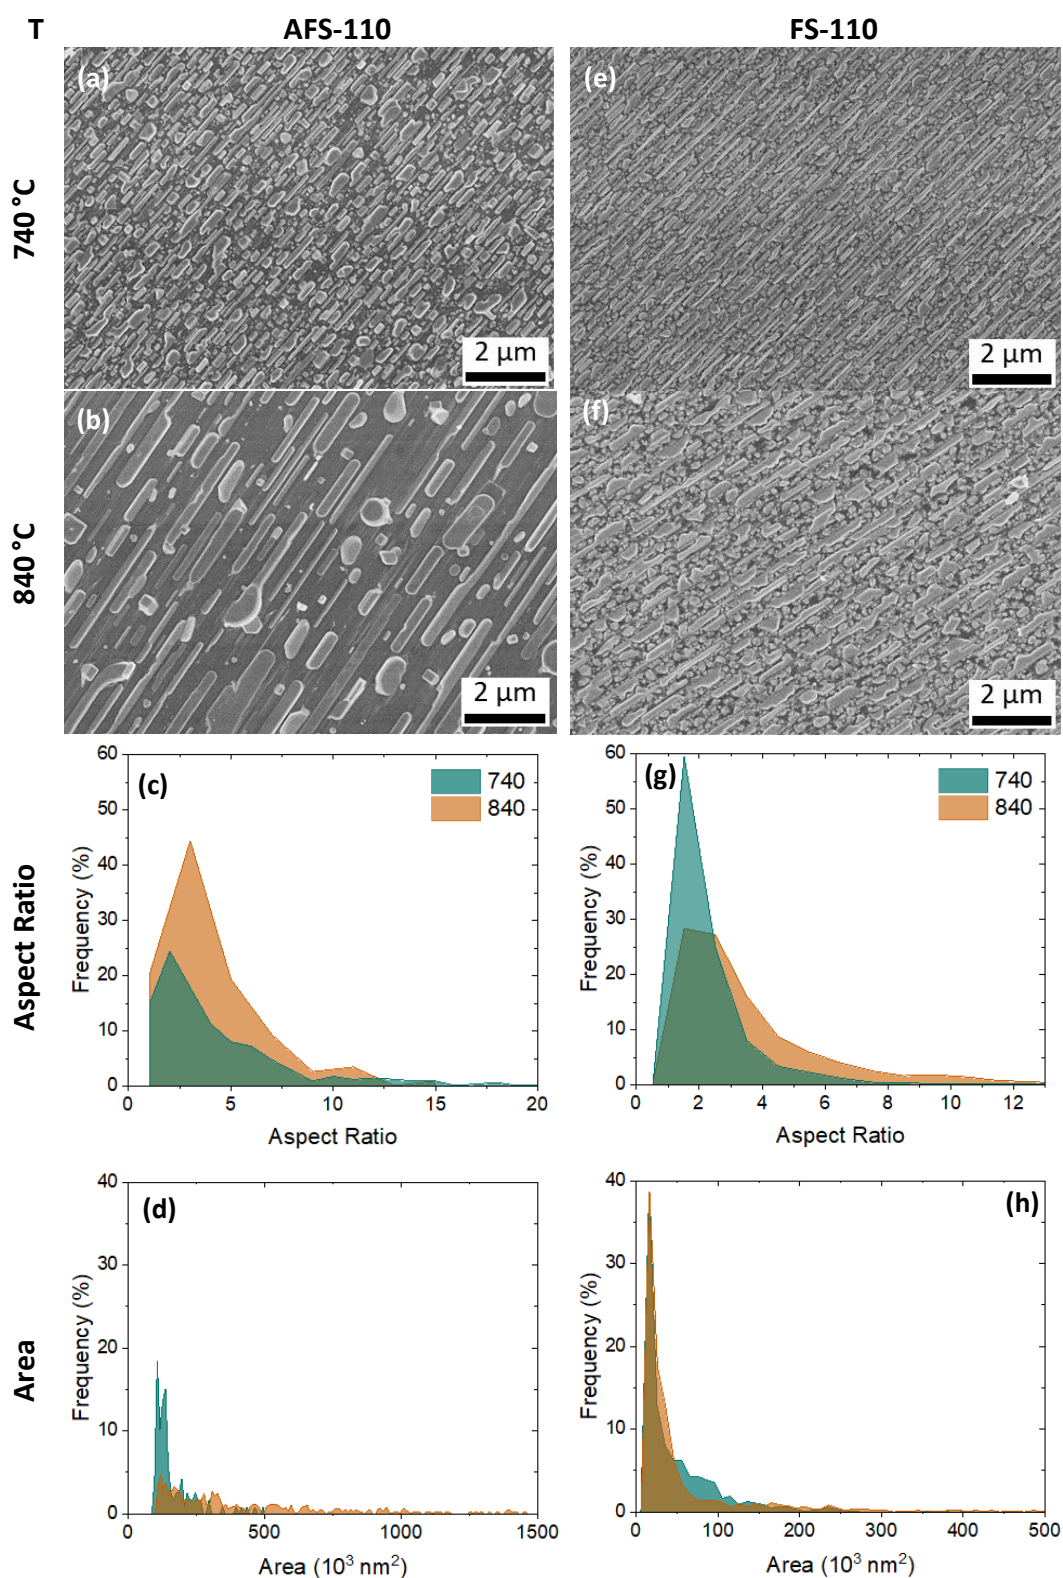 T AFS-110 FS-110
740 °C
(a)
2 µm
(e)
2 µm
840 °C
(b)
2 µm
(f)
2 µm
Aspect Ratio
(c)
740
840
Frequency (%)
60
50
40
30
20
10
0
0 5 10 15 20
Aspect Ratio
(g)
740
840
Frequency (%)
60
50
40
30
20
10
0
0 2 4 6 8 10 12
Aspect Ratio
Area
(d)
Frequency (%)
40
30
20
10
0
0 500 1000 1500
Area (10³ nm²)
(h)
Frequency (%)
40
30
20
10
0
0 100 200 300 400 500
Area (10³ nm²)